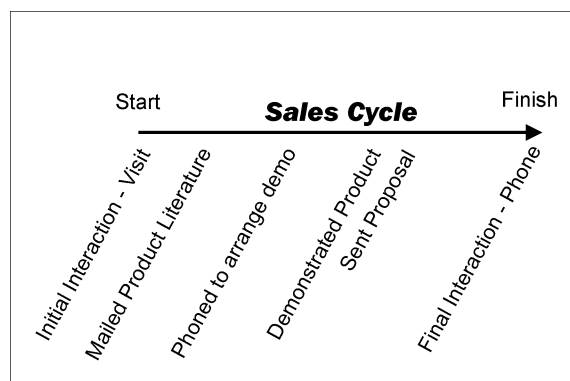 Start
Sales Cycle
Finish
Initial Interaction - Visit
Mailed Product Literature
Phoned to arrange demo
Demonstrated Product
Sent Proposal
Final Interaction - Phone